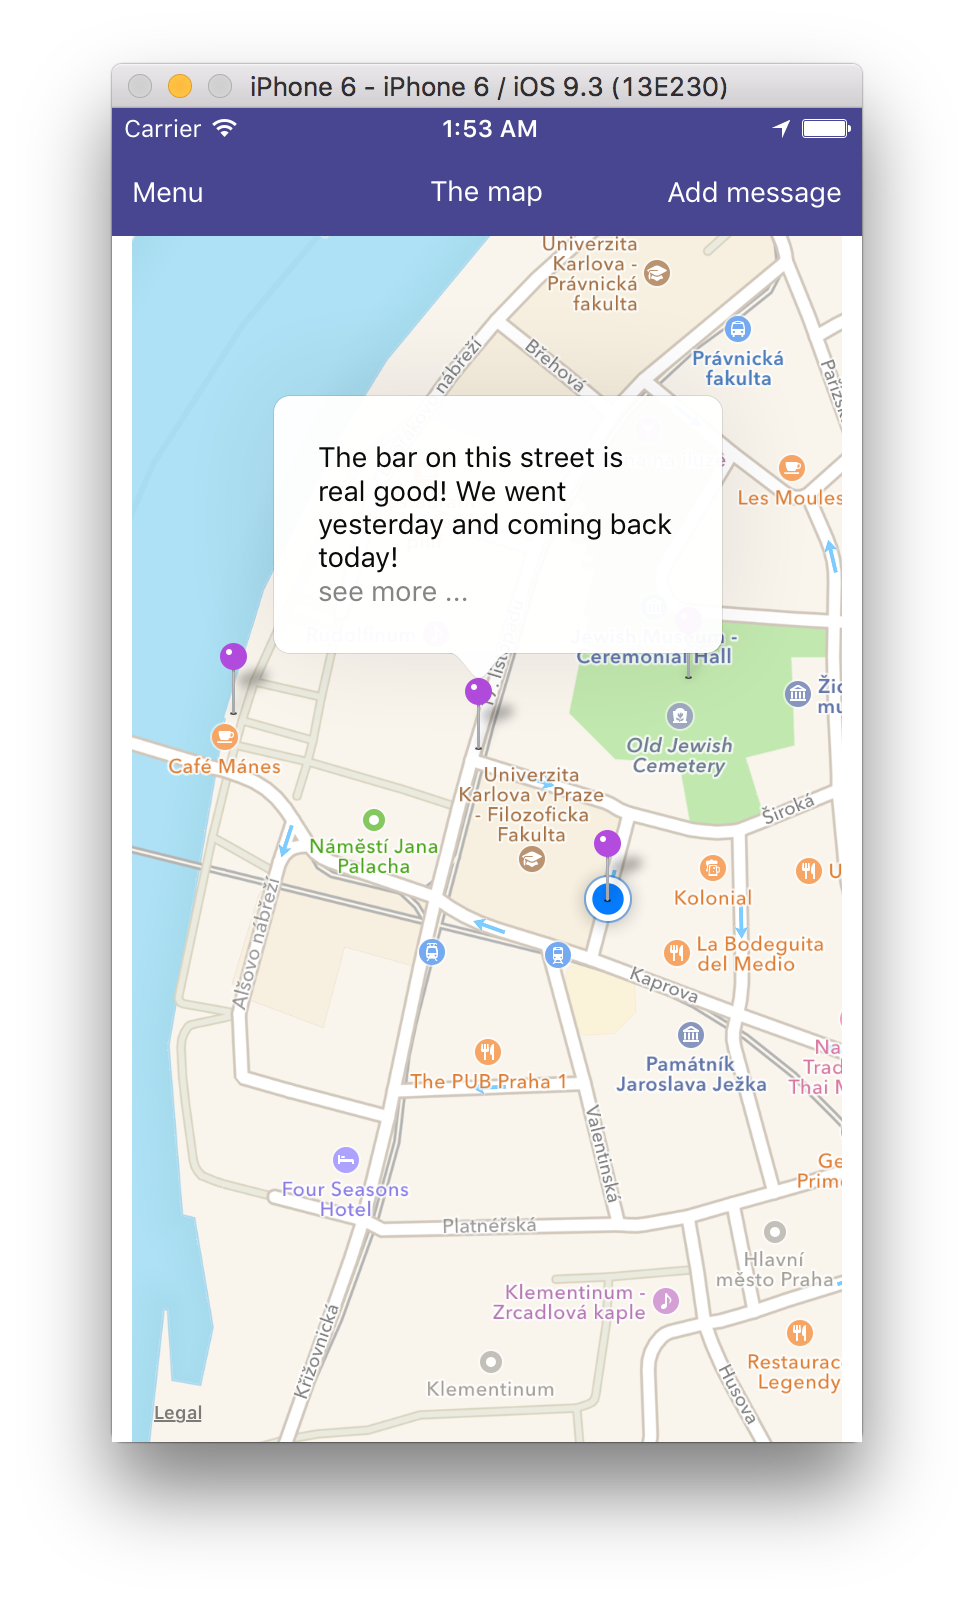 iPhone 6 - iPhone 6 / iOS 9.3 (13E230)
Carrier
1:53 AM
Menu
The map
Add message
Univerzita
Karlova -
Právnická
fakulta
Právnická
fakulta
nábřeží
Břehová
Les Moules
The bar on this street is
real good! We went
yesterday and coming back
today!
see more ...
Rudolfinum
Jewish Museum -
Ceremonial Hall
17. list
Café Mánes
Old Jewish
Cemetery
Univerzita
Karlova v Praze
- Filozofická
Fakulta
Široká
Náměstí Jana
Palacha
Kolonial
U
La Bodeguita
del Medio
Alšovo nábřeží
Kaprova
Památník
Jaroslava Ježka
Na
Trad
Thai
The PUB Praha 1
Valentinská
Four Seasons
Hotel
Ge
Prim
Platnéřská
Hlavní
město Praha
Klementinum -
Zrcadlová kaple
Křižovnická
Restaurac
Legendy
Klementinum
Husova
Legal